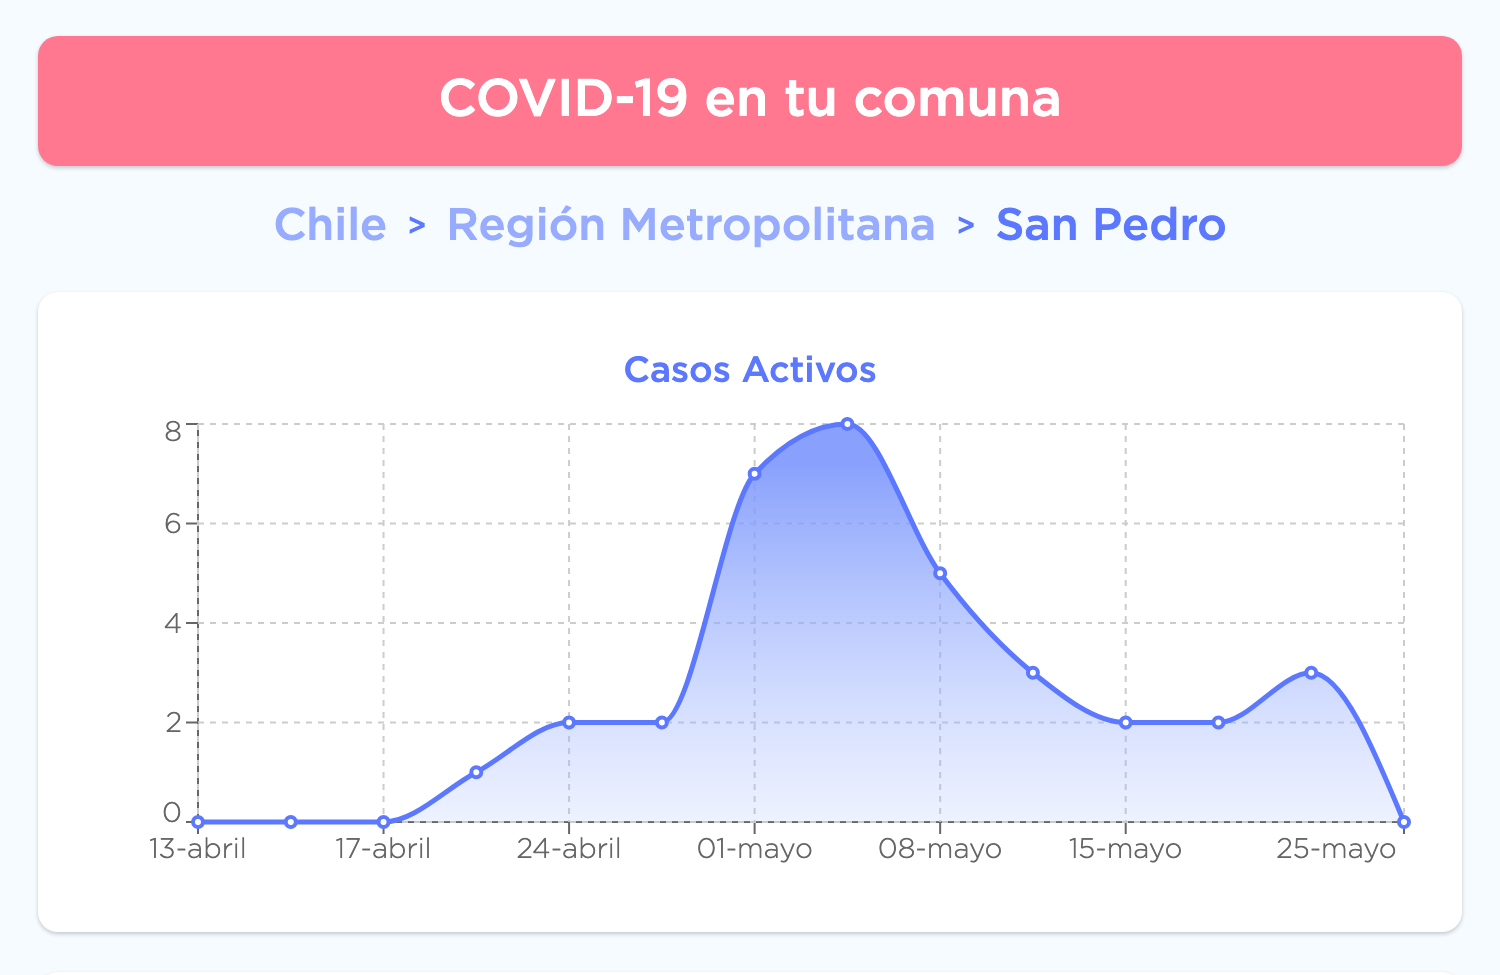 COVID-19 en tu comuna
Chile > Región Metropolitana > San Pedro
Casos Activos
8
6
4
2
0
13-abril 17-abril 24-abril 01-mayo 08-mayo 15-mayo 25-mayo